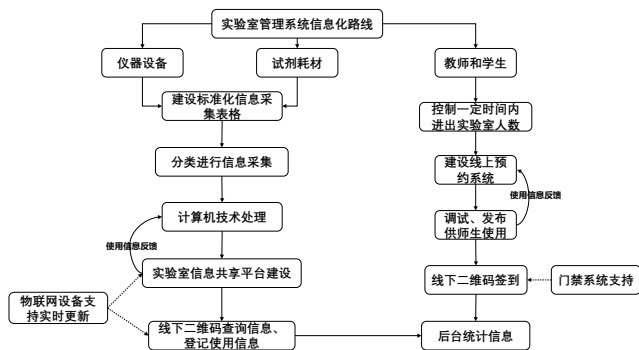 实验室管理系统信息化路线
仪器设备
试剂耗材
教师和学生
建设标准化信息采
集表格
控制一定时间内
进出实验室人数
分类进行信息采集
建设线上预
约系统
使用信息反馈
计算机技术处理
调试、发布
供师生使用
使用信息反馈
实验室信息共享平台建设
线下二维码签到
门禁系统支持
物联网设备支
持实时更新
线下二维码查询信息、
登记使用信息
后台统计信息